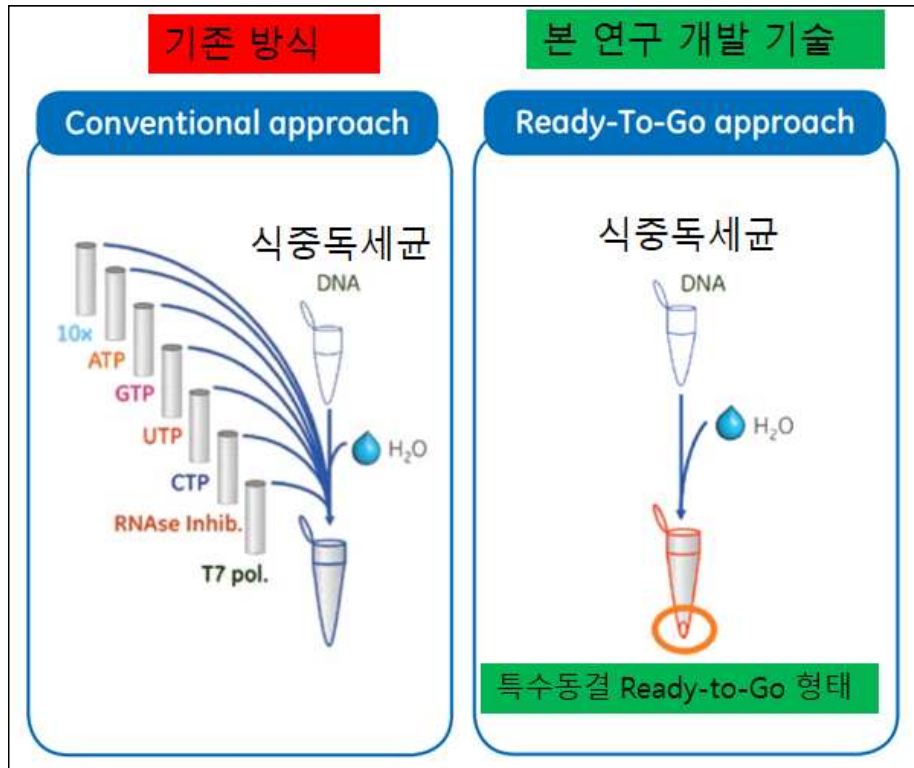 기존 방식
본 연구 개발 기술
Conventional approach
식중독세균
DNA
10x
ATP
GTP
UTP
CTP
RNAse Inhib.
T7 pol.
H₂O
Ready-To-Go approach
식중독세균
DNA
H₂O
특수동결 Ready-to-Go 형태